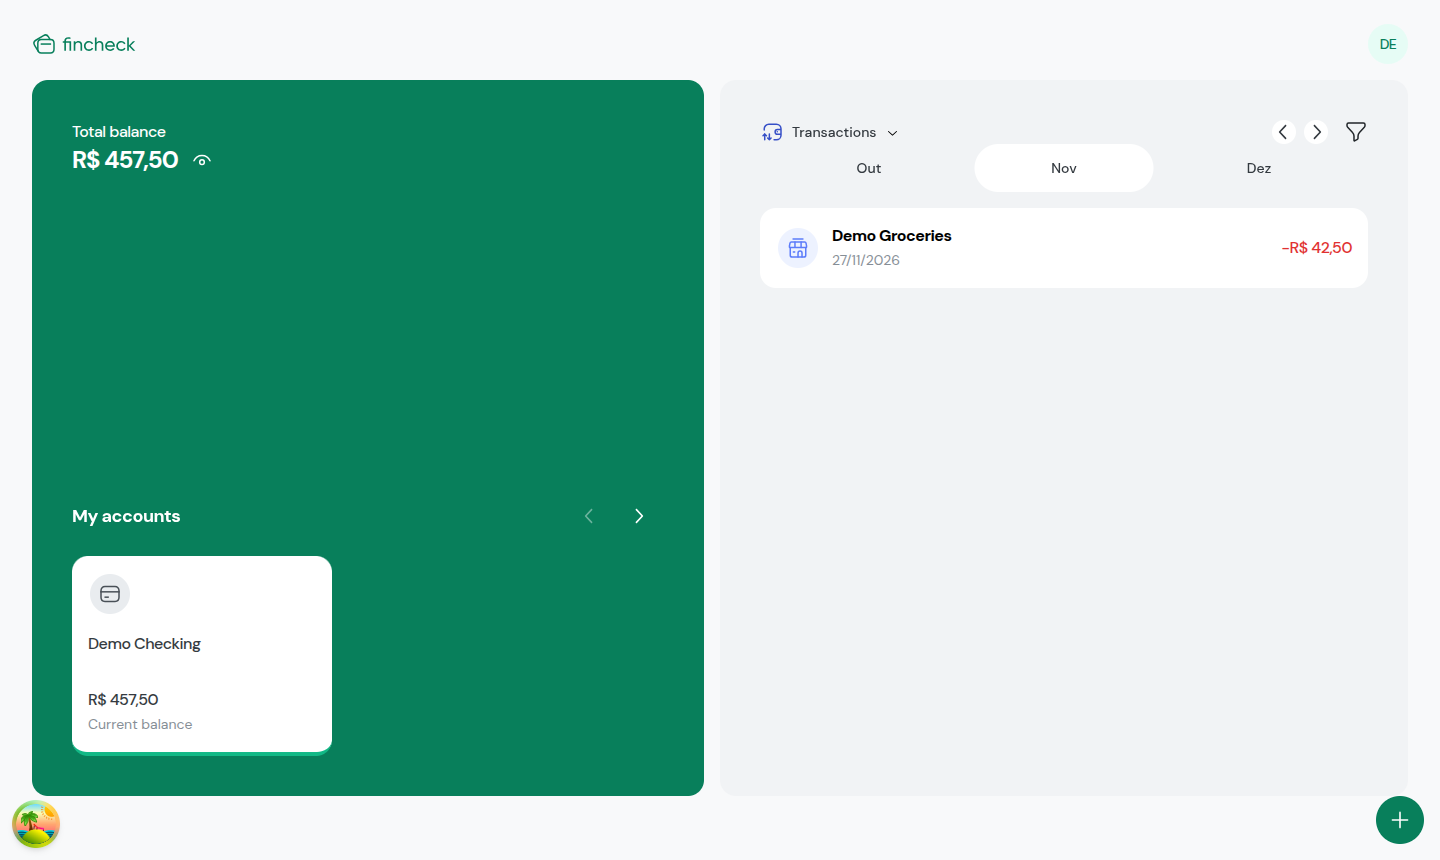 fincheck
DE
Total balance
R$ 457,50
My accounts
Demo Checking
R$ 457,50
Current balance
Transactions
Out Nov Dez
Demo Groceries
27/11/2026
-R$ 42,50